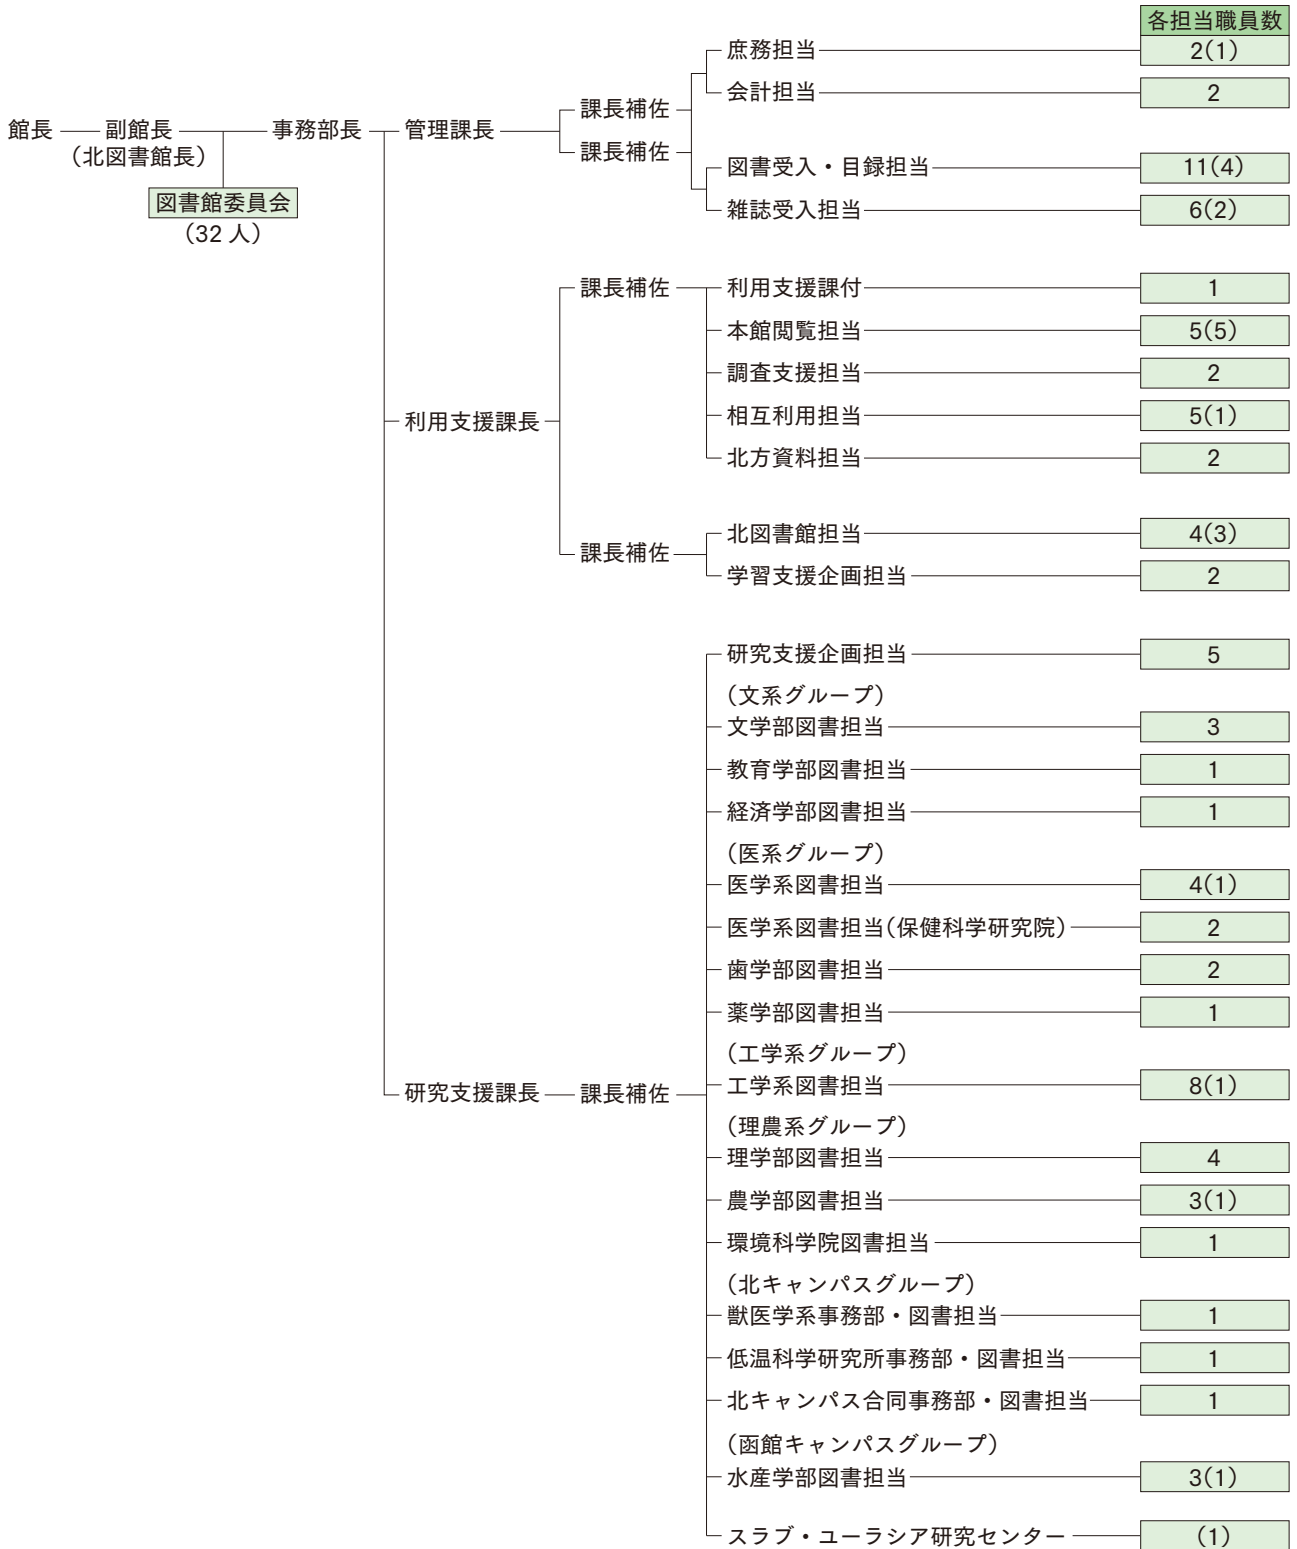 各担当職員数
庶務担当 2(1)
会計担当 2
課長補佐
館長 副館長 事務部長 管理課長
(北図書館長)
課長補佐
図書受入・目録担当 11(4)
図書館委員会
(32 人)
雑誌受入担当 6(2)
課長補佐 利用支援課付 1
本館閲覧担当 5(5)
調査支援担当 2
利用支援課長 相互利用担当 5(1)
北方資料担当 2
北図書館担当 4(3)
課長補佐
学習支援企画担当 2
研究支援企画担当 5
(文系グループ)
文学部図書担当 3
教育学部図書担当 1
経済学部図書担当 1
(医系グループ)
医学系図書担当 4(1)
医学系図書担当(保健科学研究院) 2
歯学部図書担当 2
薬学部図書担当 1
(工学系グループ)
研究支援課長 課長補佐 工学系図書担当 8(1)
(理農系グループ)
理学部図書担当 4
農学部図書担当 3(1)
環境科学院図書担当 1
(北キャンパスグループ)
獣医学系事務部・図書担当 1
低温科学研究所事務部・図書担当 1
北キャンパス合同事務部・図書担当 1
(函館キャンパスグループ)
水産学部図書担当 3(1)
スラブ・ユーラシア研究センター (1)